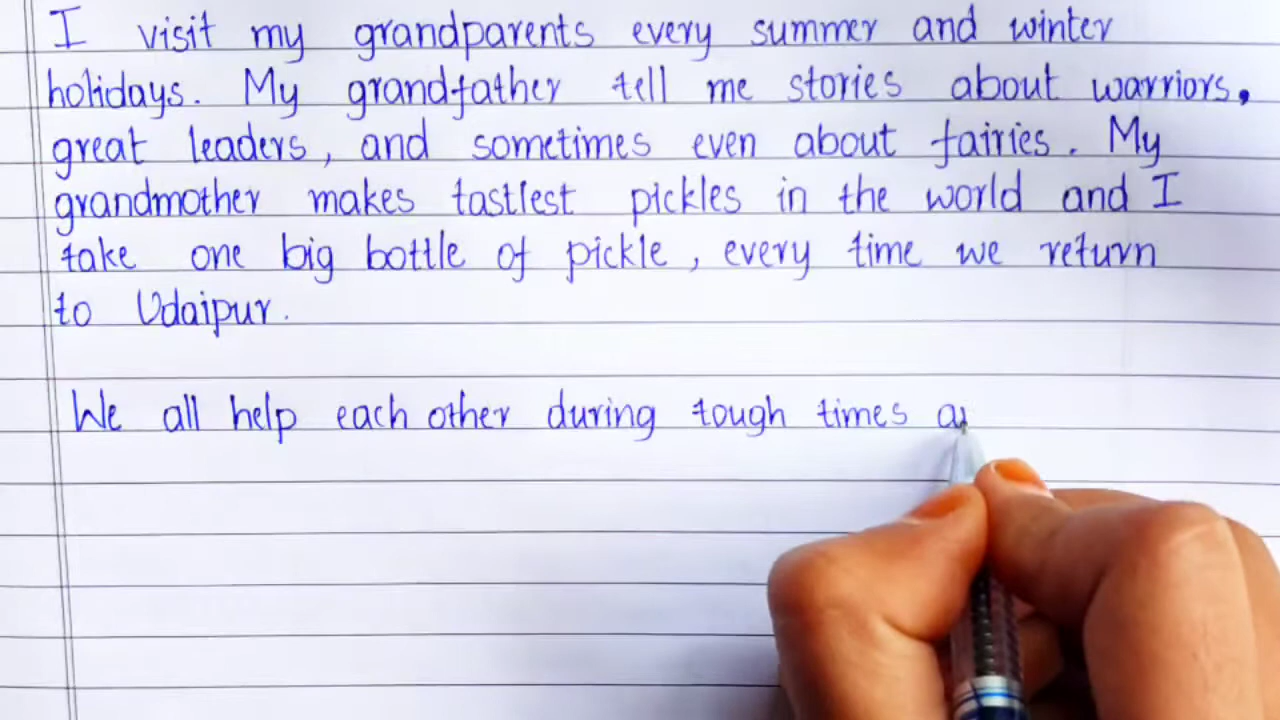 I visit my grandparents every summer and winter
holidays. My grandfather tell me stories about warriors,
great leaders, and sometimes even about fairies. My
grandmother makes tastiest pickles in the world and I
take one big bottle of pickle, every time we return
to Udaipur.
We all help each other during tough times